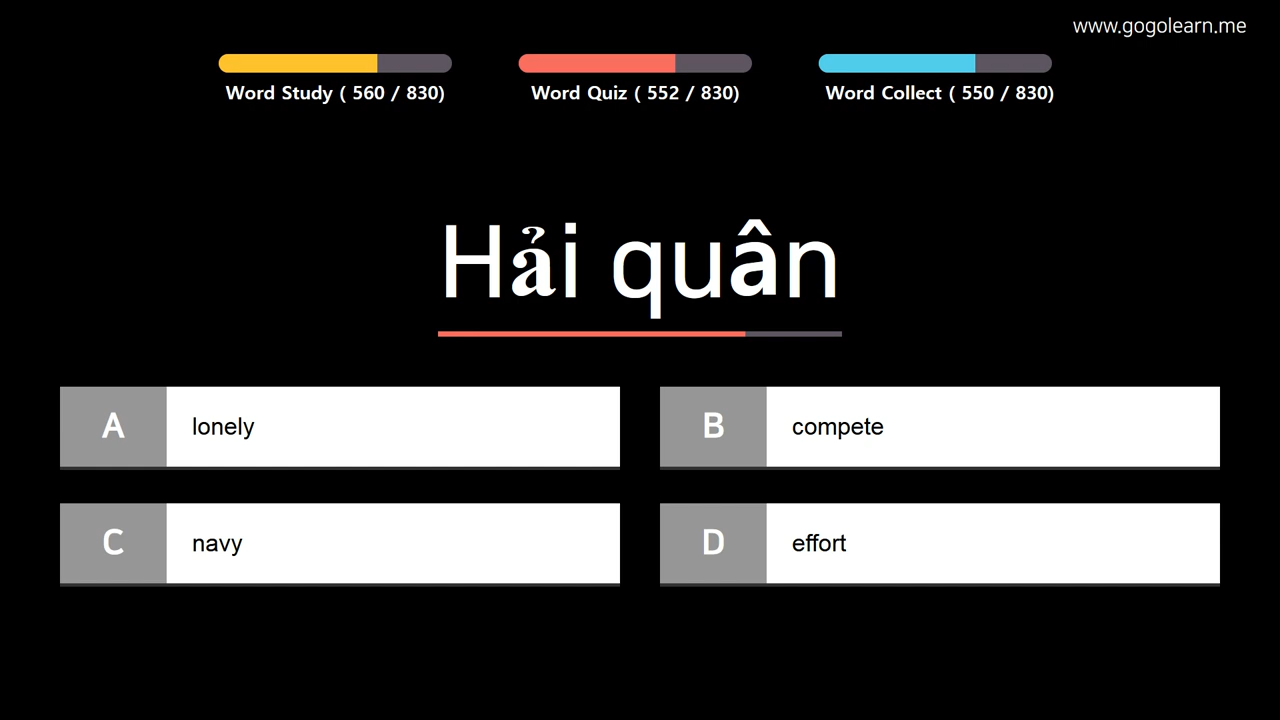 www.gogolearn.me
Word Study ( 560 / 830)
Word Quiz ( 552 / 830)
Word Collect ( 550 / 830)
Hải quân
A lonely
B compete
C navy
D effort